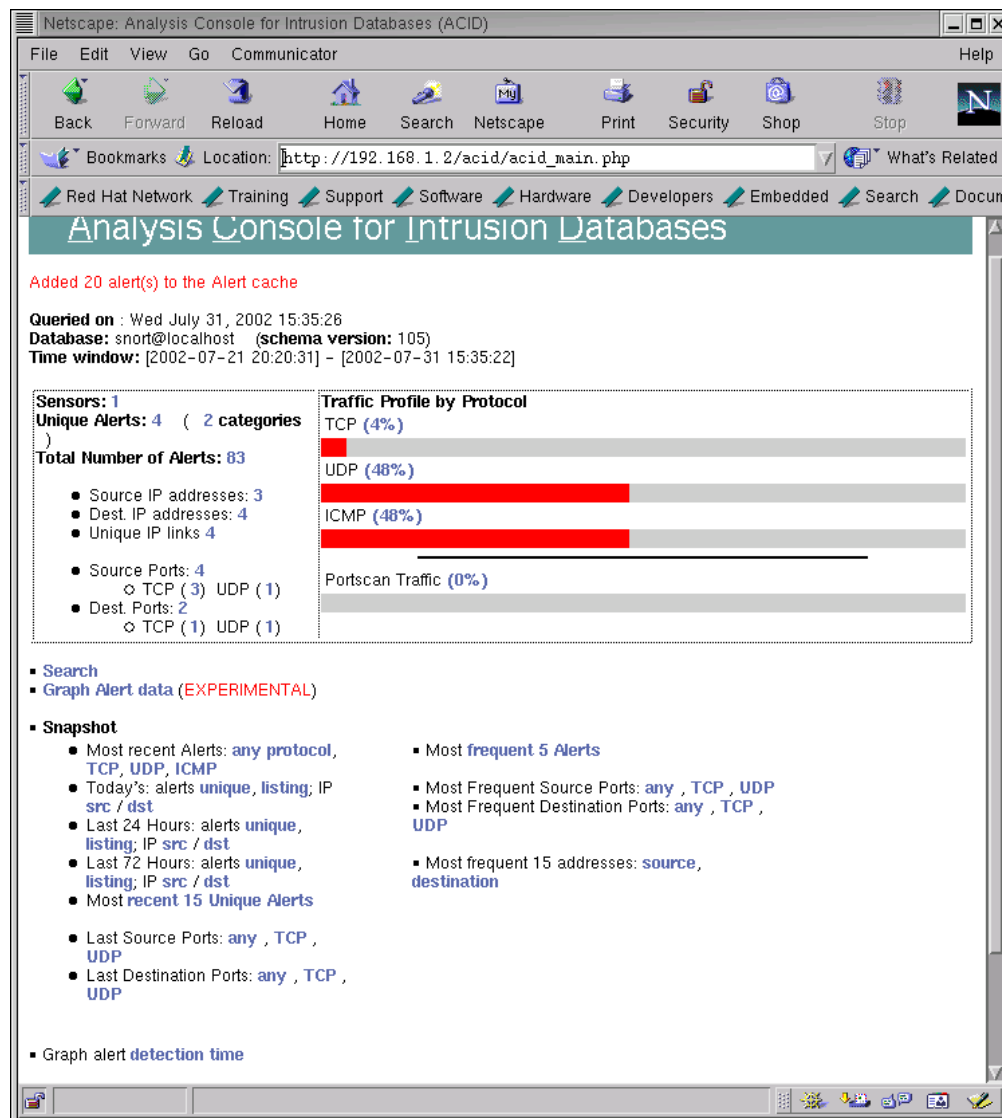 Netscape: Analysis Console for Intrusion Databases (ACID)
File Edit View Go Communicator Help
Back Forward Reload Home Search Netscape Print Security Shop Stop
My
N
Bookmarks Location: http://192.168.1.2/acid/acid_main.php What's Related
Red Hat Network Training Support Software Hardware Developers Embedded Search Docum
Analysis Console for Intrusion Databases
Added 20 alert(s) to the Alert cache
Queried on : Wed July 31, 2002 15:35:26
Database: snort@localhost (schema version: 105)
Time window: [2002-07-21 20:20:31] - [2002-07-31 15:35:22]
Sensors: 1
Unique Alerts: 4 ( 2 categories
)
Total Number of Alerts: 83
Source IP addresses: 3
Dest. IP addresses: 4
Unique IP links 4
Source Ports: 4
TCP ( 3) UDP ( 1)
Dest. Ports: 2
TCP ( 1) UDP ( 1)
Traffic Profile by Protocol
TCP (4%)
UDP (48%)
ICMP (48%)
Portscan Traffic (0%)
Search
Graph Alert data (EXPERIMENTAL)
Snapshot
Most recent Alerts: any protocol,
TCP, UDP, ICMP
Today's: alerts unique, listing; IP
src / dst
Last 24 Hours: alerts unique,
listing; IP src / dst
Last 72 Hours: alerts unique,
listing; IP src / dst
Most recent 15 Unique Alerts
Last Source Ports: any , TCP ,
UDP
Last Destination Ports: any , TCP ,
UDP
Most frequent 5 Alerts
Most Frequent Source Ports: any , TCP , UDP
Most Frequent Destination Ports: any , TCP ,
UDP
Most frequent 15 addresses: source,
destination
Graph alert detection time